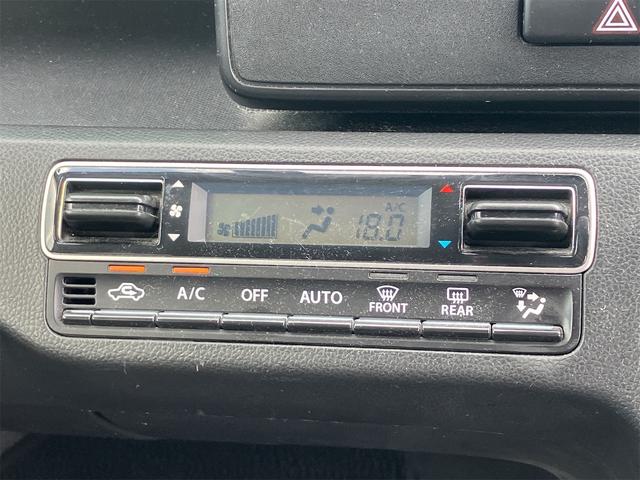 A/C
18.0
A/C OFF AUTO FRONT REAR